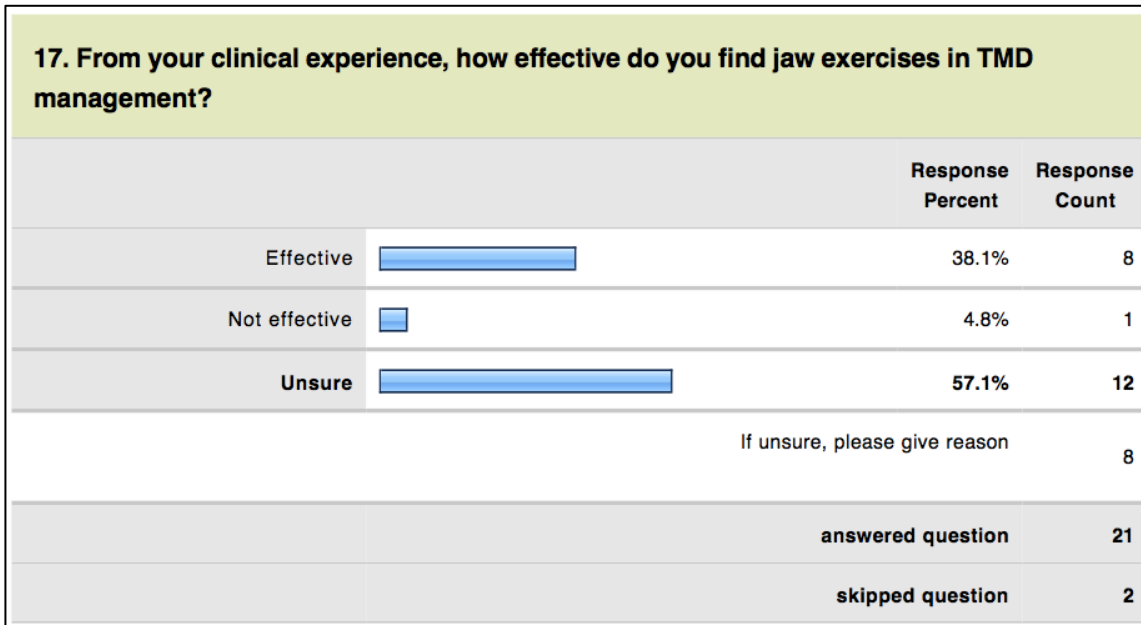 17. From your clinical experience, how effective do you find jaw exercises in TMD
management?
Response Response
Percent Count
Effective 38.1% 8
Not effective 4.8% 1
Unsure 57.1% 12
If unsure, please give reason
8
answered question 21
skipped question 2